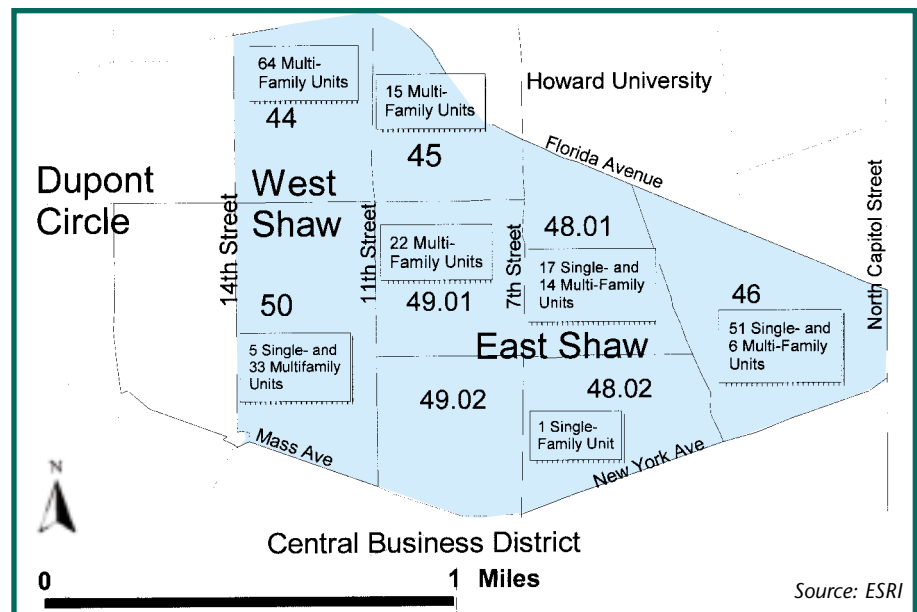 64 Multi-
Family Units
44
15 Multi-
Family Units
45
Howard University
Florida Avenue
Dupont
Circle
West
Shaw
14th Street
11th Street
7th Street
North Capitol Street
22 Multi-
Family Units
49.01
48.01
17 Single- and
14 Multi-Family
Units
46
51 Single- and
6 Multi-Family
Units
50
5 Single- and
33 Multifamily
Units
East Shaw
49.02
48.02
1 Single-
Family Unit
Mass Ave
New York Ave
N
Central Business District
0
1 Miles
Source: ESRI